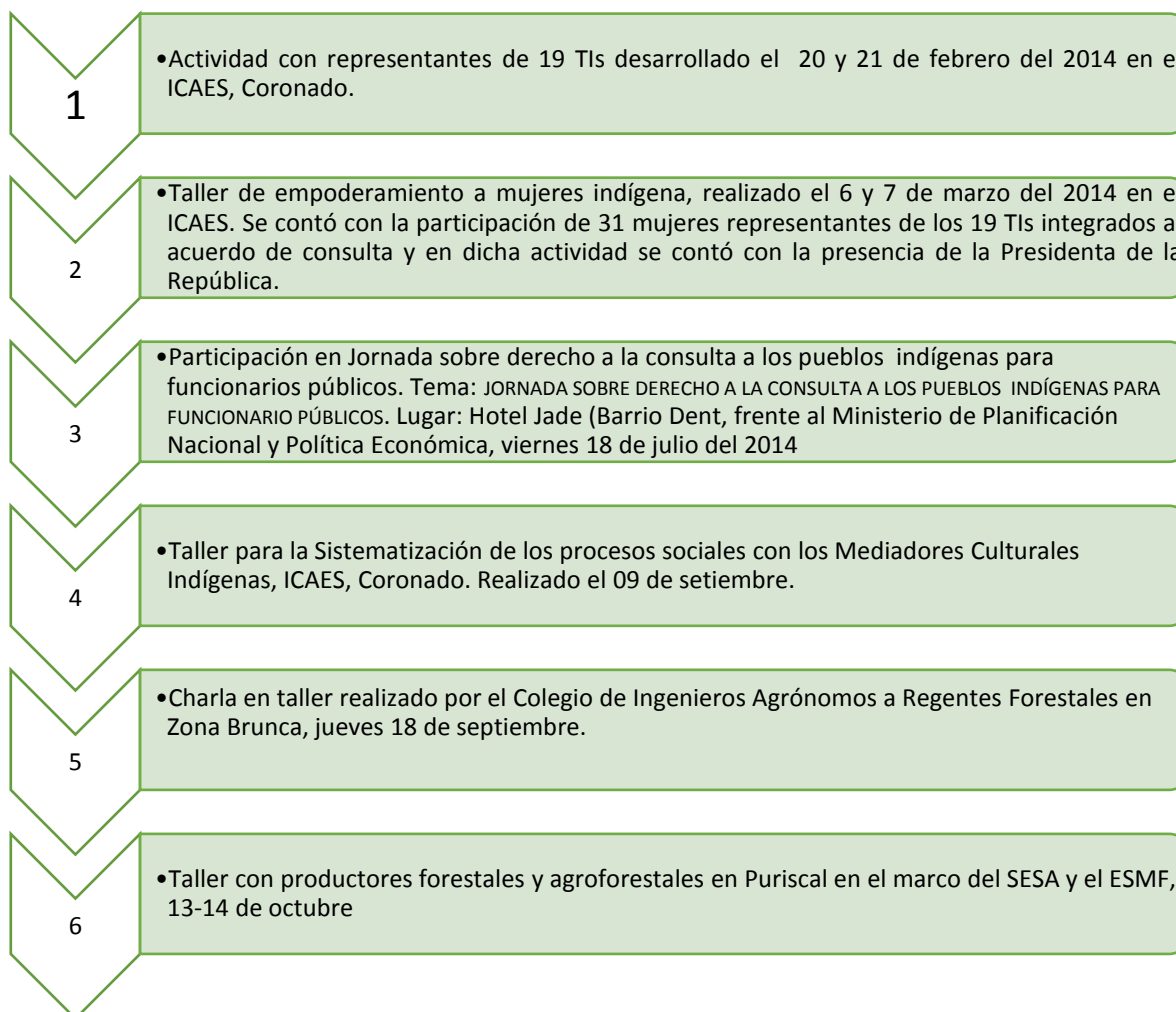 1
•Actividad con representantes de 19 TIs desarrollado el 20 y 21 de febrero del 2014 en e
ICAES, Coronado.
2
•Taller de empoderamiento a mujeres indígena, realizado el 6 y 7 de marzo del 2014 en e
ICAES. Se contó con la participación de 31 mujeres representantes de los 19 TIs integrados a
acuerdo de consulta y en dicha actividad se contó con la presencia de la Presidenta de la
República.
3
•Participación en Jornada sobre derecho a la consulta a los pueblos indígenas para
funcionarios públicos. Tema: JORNADA SOBRE DERECHO A LA CONSULTA A LOS PUEBLOS INDÍGENAS PARA
FUNCIONARIO PÚBLICOS. Lugar: Hotel Jade (Barrio Dent, frente al Ministerio de Planificación
Nacional y Política Económica, viernes 18 de julio del 2014
4
•Taller para la Sistematización de los procesos sociales con los Mediadores Culturales
Indígenas, ICAES, Coronado. Realizado el 09 de setiembre.
5
•Charla en taller realizado por el Colegio de Ingenieros Agrónomos a Regentes Forestales en
Zona Brunca, jueves 18 de septiembre.
6
•Taller con productores forestales y agroforestales en Puriscal en el marco del SESA y el ESMF,
13-14 de octubre